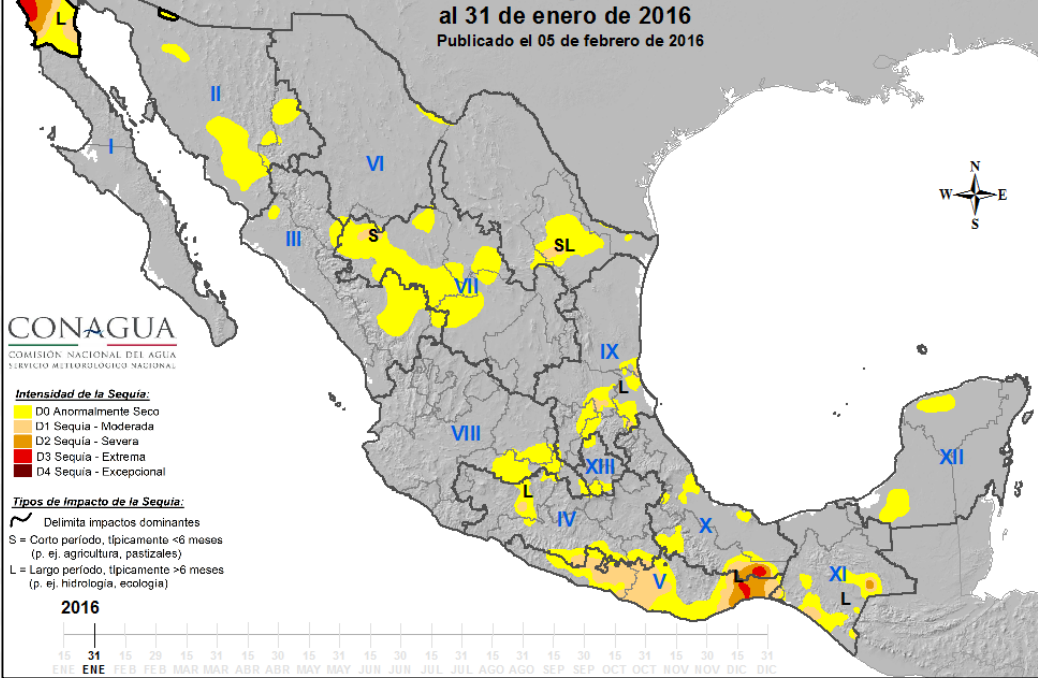 al 31 de enero de 2016
Publicado el 05 de febrero de 2016
L
II
I
VI
N
W E
S
III
S
SL
VII
CONAGUA
COMISIÓN NACIONAL DEL AGUA
SERVICIO METEOROLÓGICO NACIONAL
IX
L
Intensidad de la Sequía:
D0 Anormalmente Seco
D1 Sequía - Moderada
D2 Sequía - Severa
D3 Sequía - Extrema
D4 Sequía - Excepcional
VIII
XIII
XII
L
IV
X
Tipos de Impacto de la Sequía:
Delimita impactos dominantes
S = Corto período, típicamente <6 meses
(p. ej. agricultura, pastizales)
L = Largo período, típicamente >6 meses
(p. ej. hidrología, ecología)
V
L
XI
L
2016
15 31 15 29 15 31 15 30 15 31 15 30 15 31 15 31 15 30 15 31 15 30 15 31
ENE ENE FEB FEB MAR MAR ABR ABR MAY MAY JUN JUN JUL JUL AGO AGO SEP SEP OCT OCT NOV NOV DIC DIC